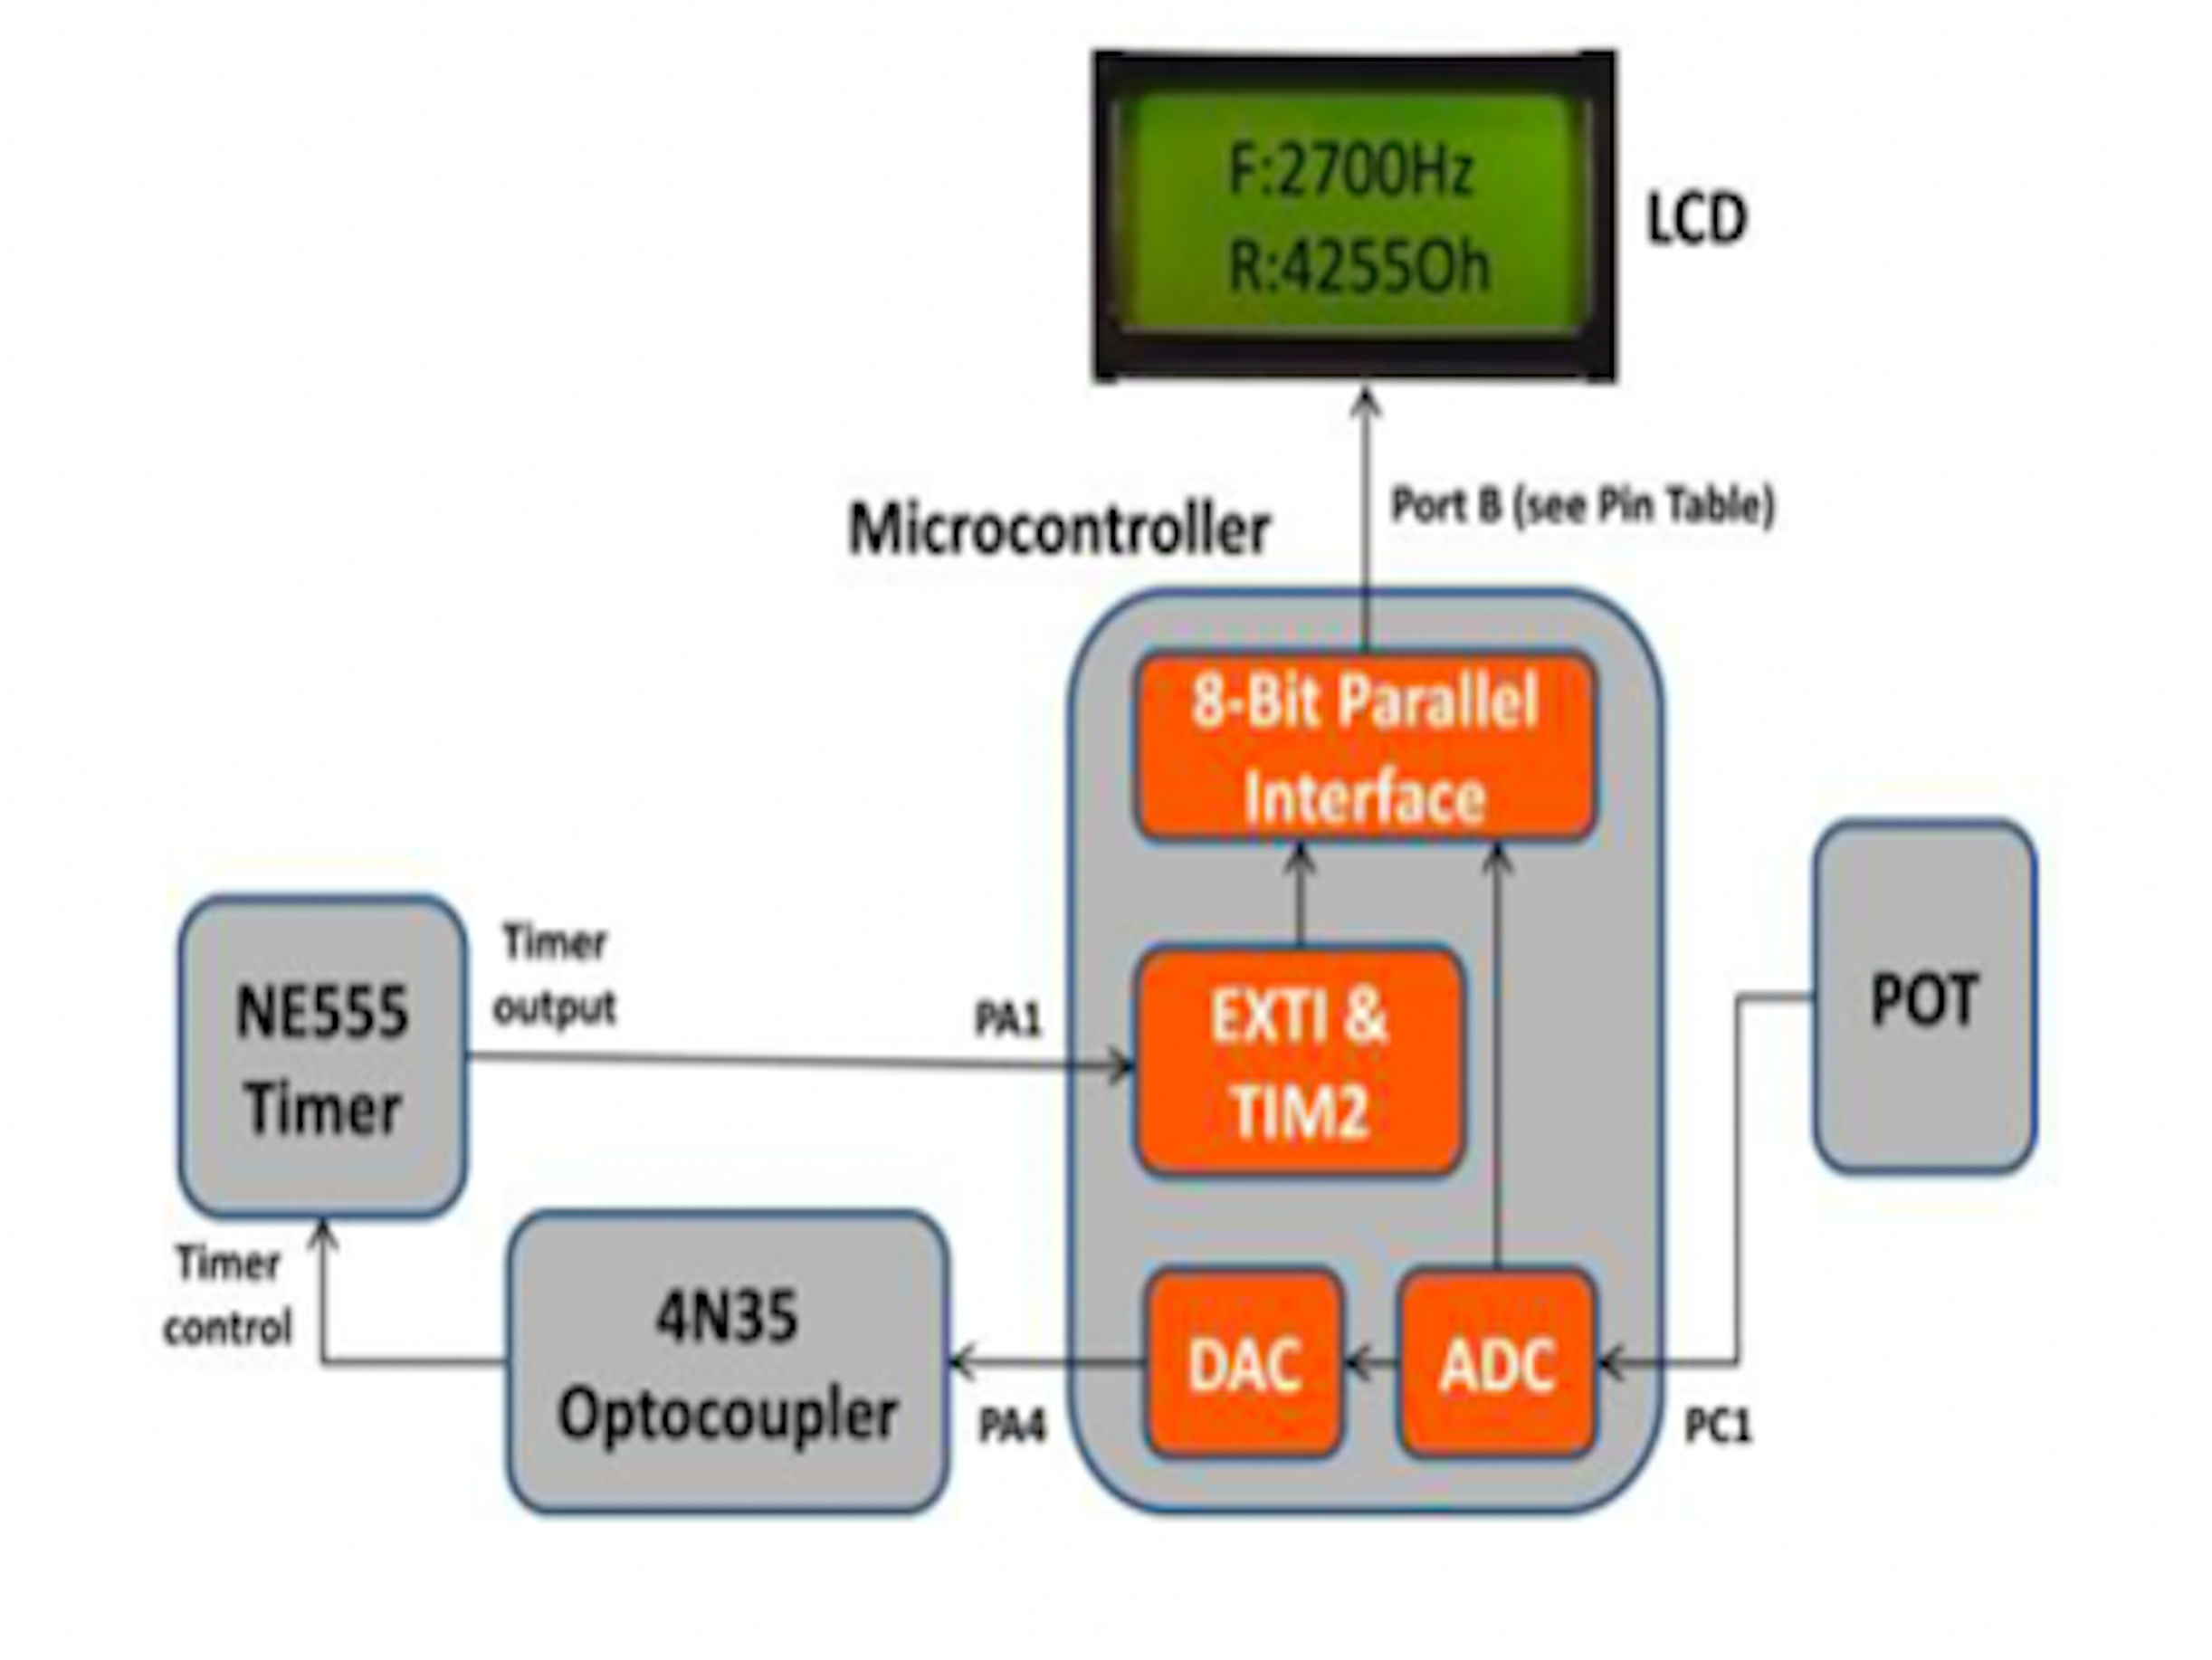 F:2700Hz
R:4255Oh
LCD
Port B (see Pin Table)
Microcontroller
8-Bit Parallel
Interface
NE555
Timer
Timer
output
PA1
EXTI &
TIM2
POT
Timer
control
4N35
Optocoupler
PA4
DAC
ADC
PC1